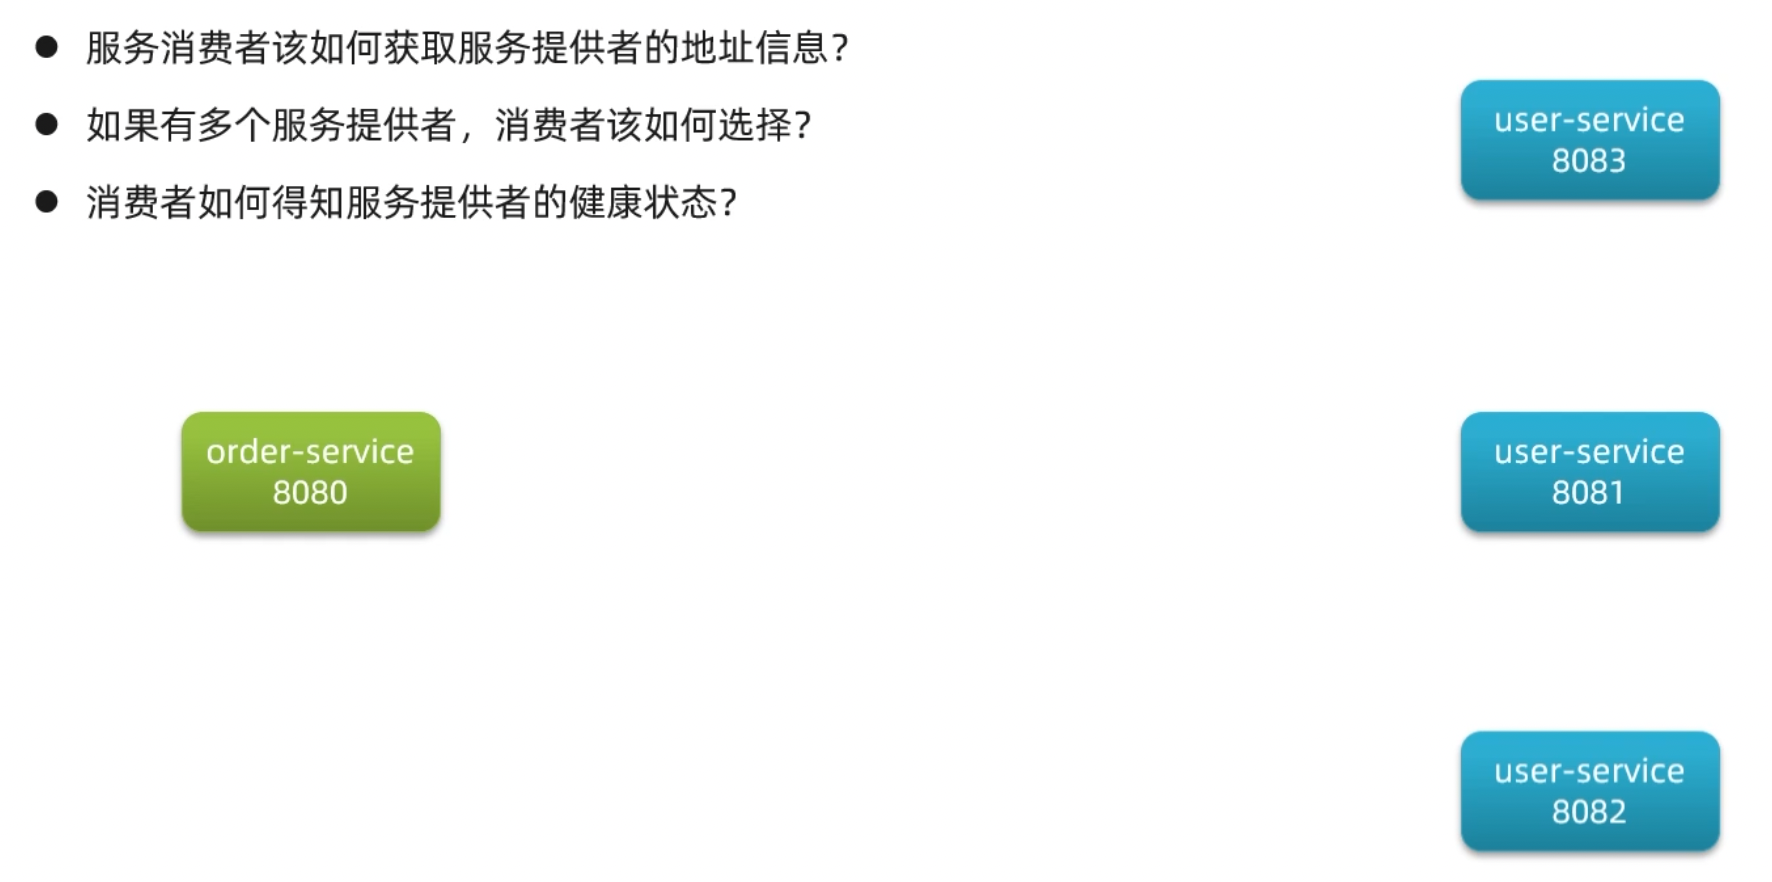 ● 服务消费者该如何获取服务提供者的地址信息？
● 如果有多个服务提供者，消费者该如何选择？
● 消费者如何得知服务提供者的健康状态？
user-service
8083
order-service
8080
user-service
8081
user-service
8082